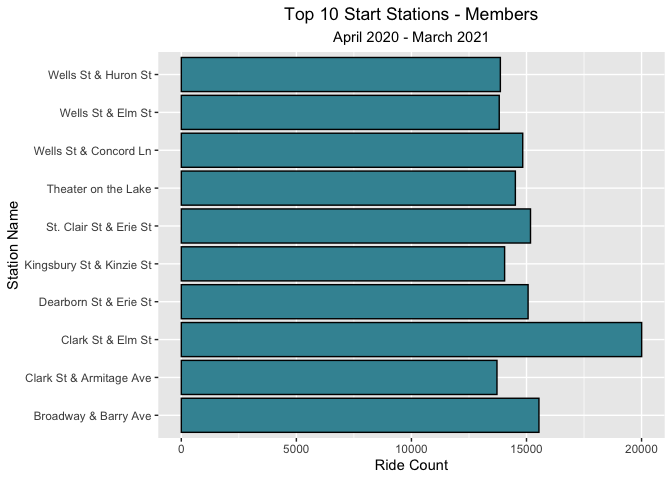 Top 10 Start Stations - Members
April 2020 - March 2021
Station Name
Wells St & Huron St
Wells St & Elm St
Wells St & Concord Ln
Theater on the Lake
St. Clair St & Erie St
Kingsbury St & Kinzie St
Dearborn St & Erie St
Clark St & Elm St
Clark St & Armitage Ave
Broadway & Barry Ave
0 5000 10000 15000 20000
Ride Count